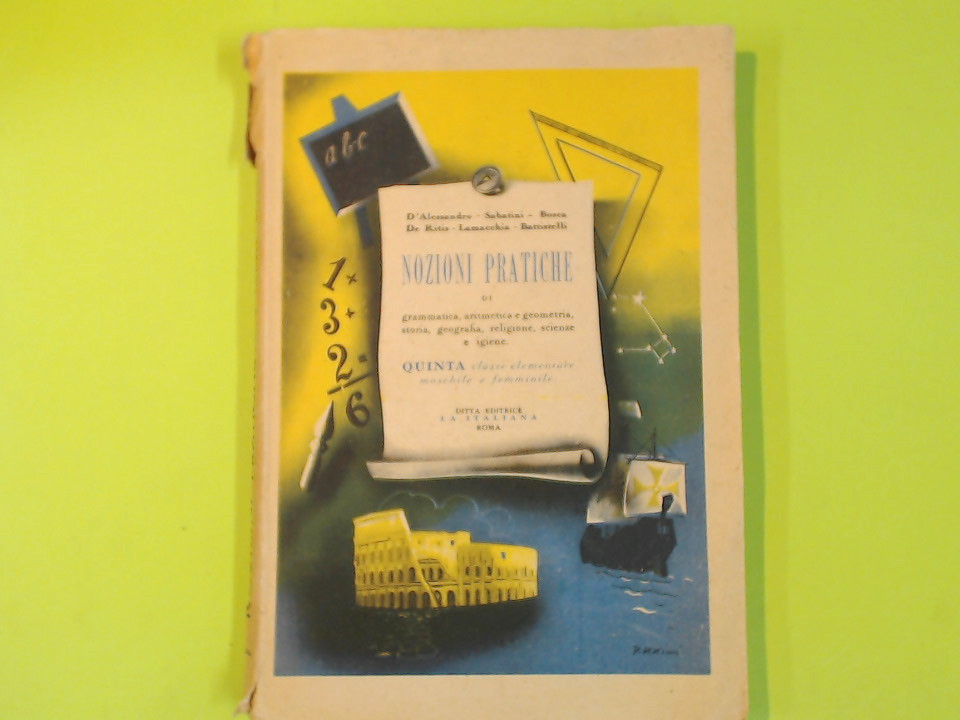 abc
D'Alessandro - Sabatini - Bosca
De Ritis - Lamacchia - Battistelli
NOZIONI PRATICHE
DI
grammatica, aritmetica e geometria,
storia, geografia, religione, scienze
e igiene.
QUINTA classe elementare
maschile e femminile
DITTA EDITRICE
LA ITALIANA
ROMA
1 ×
3 +
2 =
6